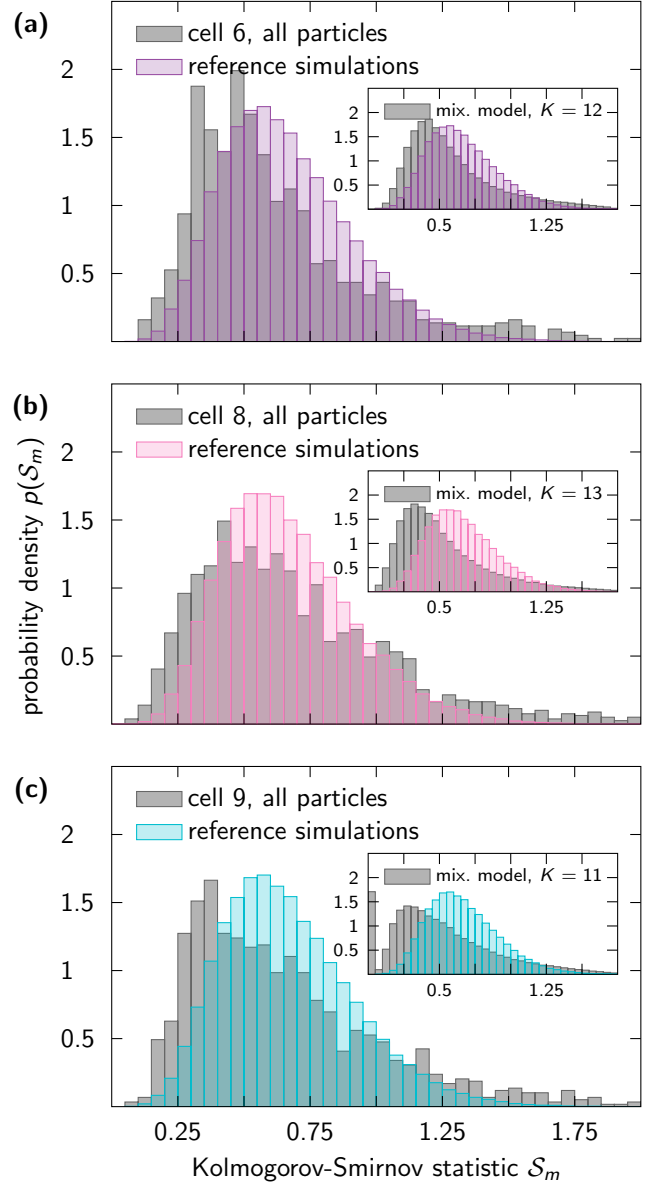 (a)
cell 6, all particles
reference simulations
2
1.5
1
0.5
mix. model, K = 12
2
1.5
1
0.5
0.5
1.25
(b)
cell 8, all particles
reference simulations
2
1.5
1
0.5
mix. model, K = 13
2
1.5
1
0.5
0.5
1.25
probability density p(𝒮ₘ)
(c)
cell 9, all particles
reference simulations
2
1.5
1
0.5
mix. model, K = 11
2
1.5
1
0.5
0.5
1.25
0.25
0.75
1.25
1.75
Kolmogorov-Smirnov statistic 𝒮ₘ